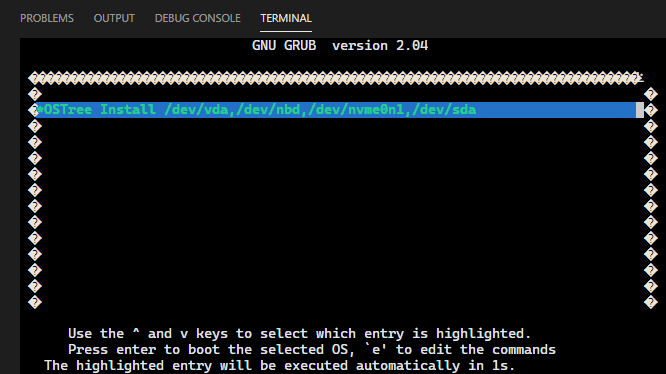 PROBLEMS OUTPUT DEBUG CONSOLE TERMINAL
GNU GRUB version 2.04
*OSTree Install /dev/vda,/dev/nbd,/dev/nvme0n1,/dev/sda
Use the ^ and v keys to select which entry is highlighted.
Press enter to boot the selected OS, `e' to edit the commands
The highlighted entry will be executed automatically in 1s.